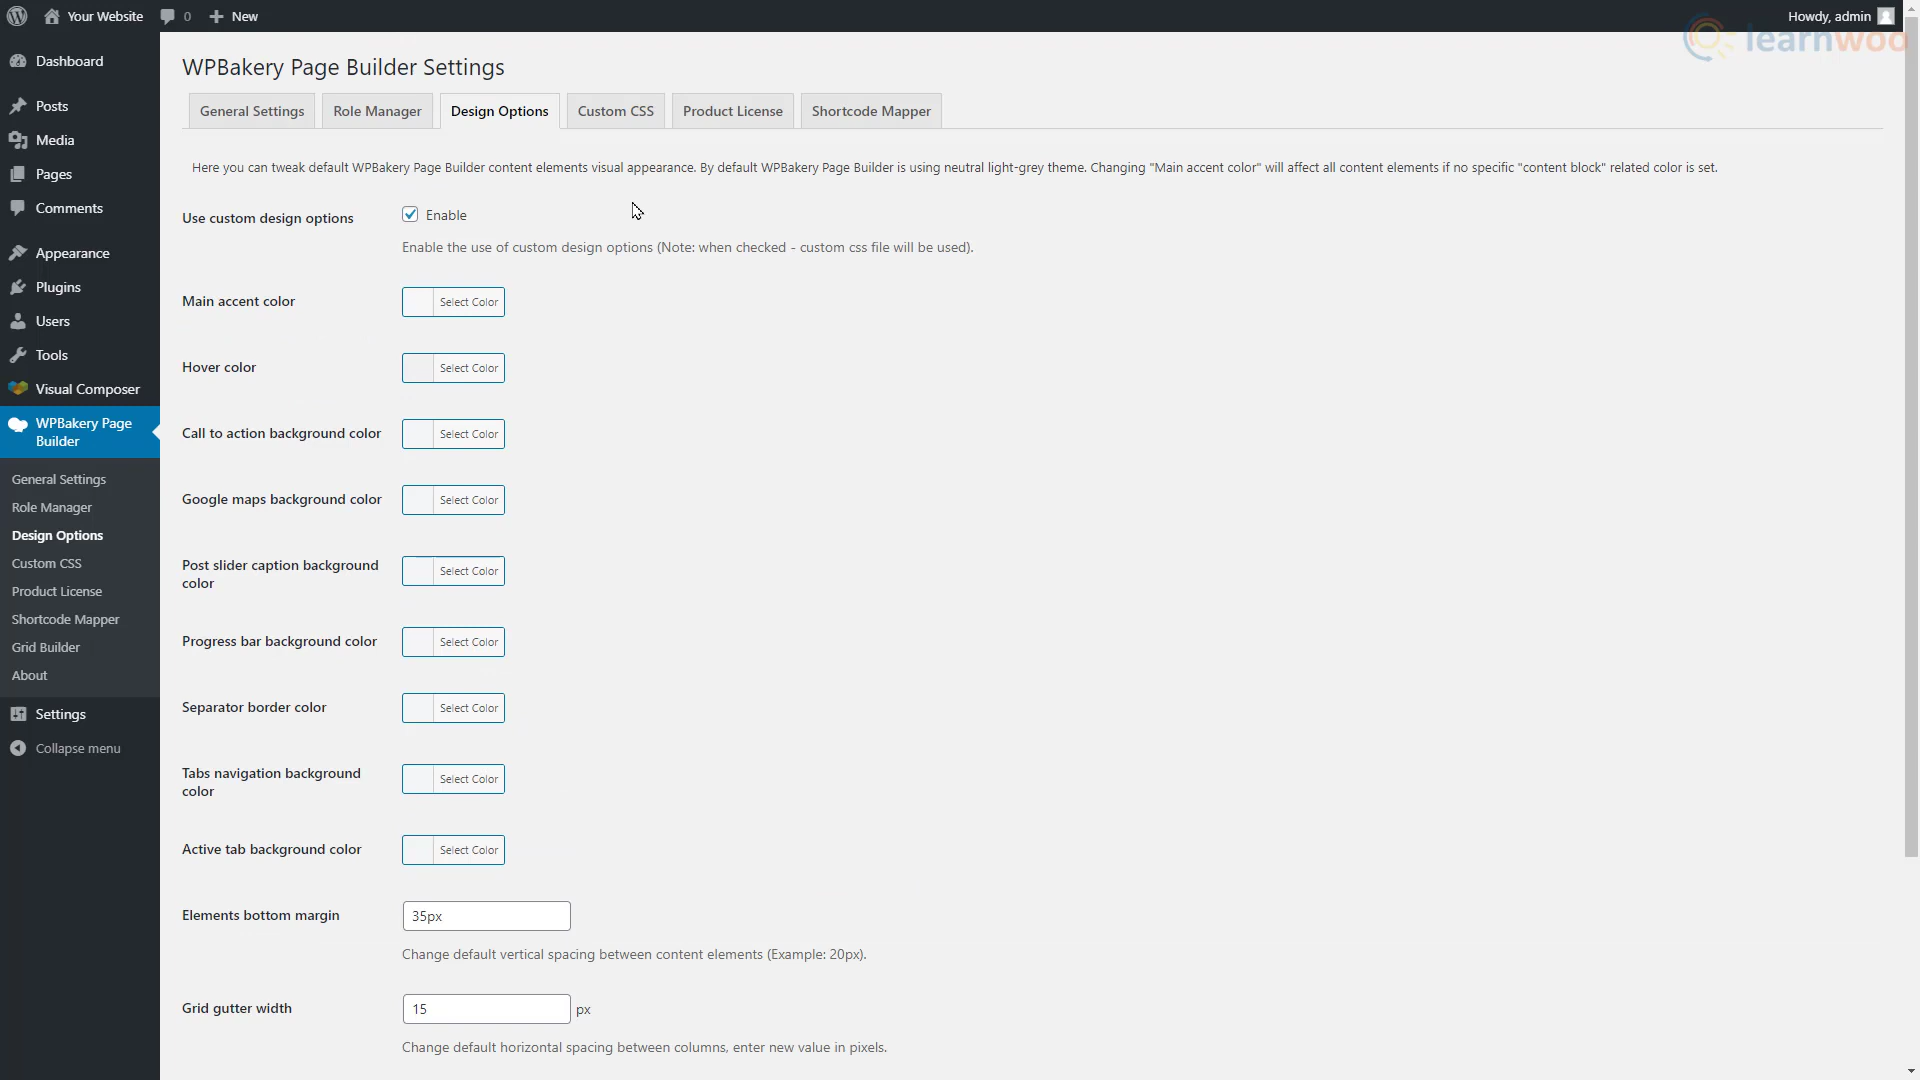 Your Website
0
New
Howdy, admin
learnwoo
Dashboard
Posts
Media
Pages
Comments
Appearance
Plugins
Users
Tools
Visual Composer
WPBakery Page
Builder
General Settings
Role Manager
Design Options
Custom CSS
Product License
Shortcode Mapper
Grid Builder
About
Settings
Collapse menu
WPBakery Page Builder Settings
General Settings
Role Manager
Design Options
Custom CSS
Product License
Shortcode Mapper
Here you can tweak default WPBakery Page Builder content elements visual appearance. By default WPBakery Page Builder is using neutral light-grey theme. Changing "Main accent color" will affect all content elements if no specific "content block" related color is set.
Use custom design options
Enable
Enable the use of custom design options (Note: when checked - custom css file will be used).
Main accent color
Select Color
Hover color
Select Color
Call to action background color
Select Color
Google maps background color
Select Color
Post slider caption background
color
Select Color
Progress bar background color
Select Color
Separator border color
Select Color
Tabs navigation background
color
Select Color
Active tab background color
Select Color
Elements bottom margin
35px
Change default vertical spacing between content elements (Example: 20px).
Grid gutter width
15
px
Change default horizontal spacing between columns, enter new value in pixels.